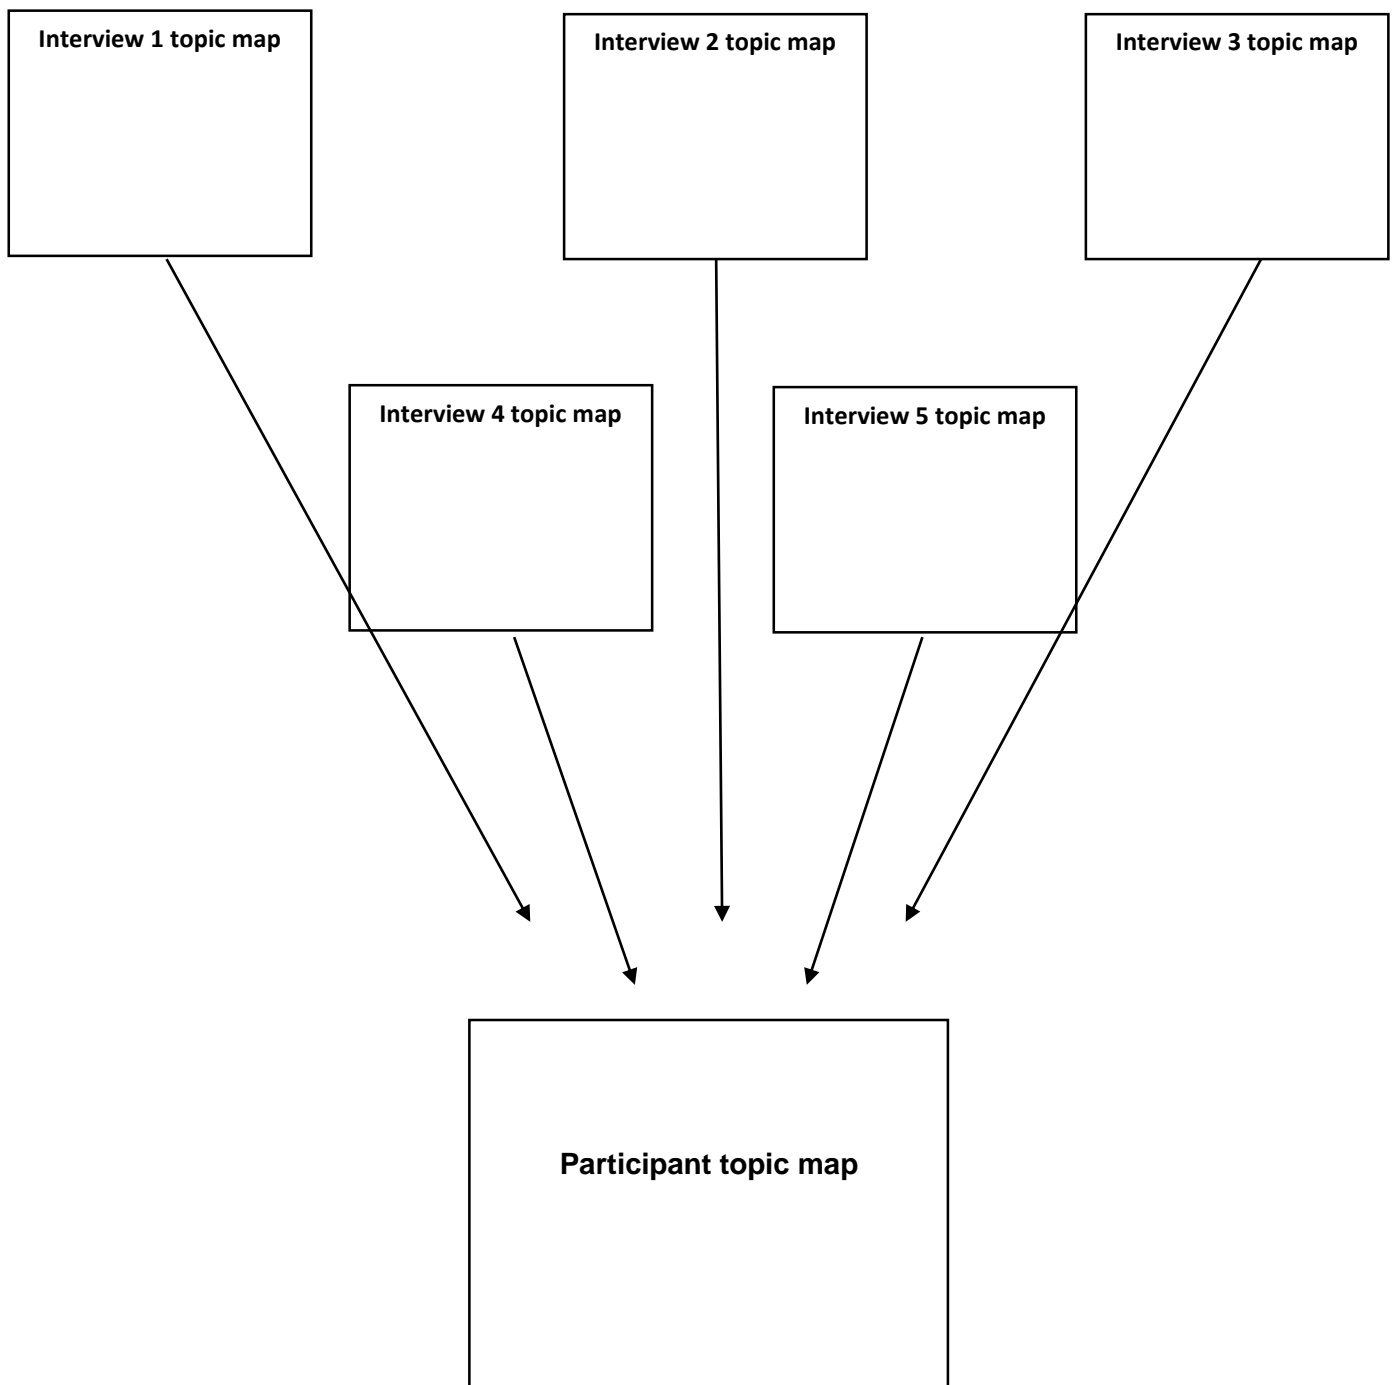 Interview 1 topic map
Interview 2 topic map
Interview 3 topic map
Interview 4 topic map
Interview 5 topic map
Participant topic map